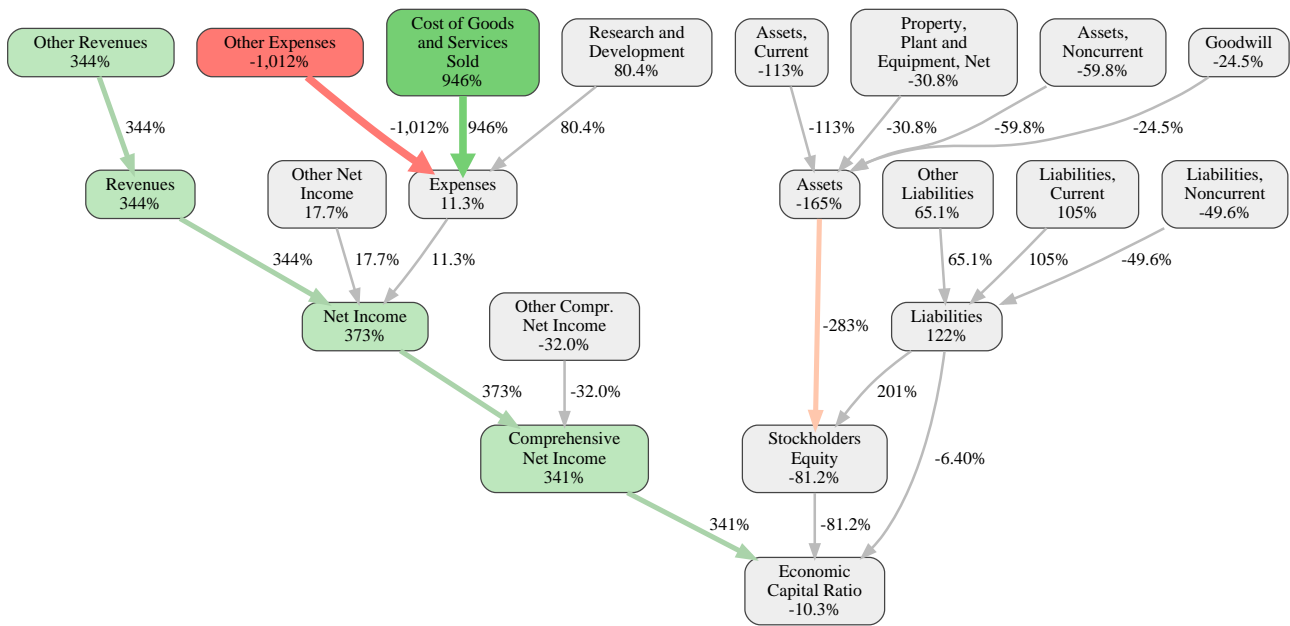 Other Revenues
344%
Other Expenses
-1,012%
Cost of Goods
and Services
Sold
946%
Research and
Development
80.4%
Assets,
Current
-113%
Property,
Plant and
Equipment, Net
-30.8%
Assets,
Noncurrent
-59.8%
Goodwill
-24.5%
344%
-1,012%
946%
80.4%
-113%
-30.8%
-59.8%
-24.5%
Revenues
344%
Other Net
Income
17.7%
Expenses
11.3%
Assets
-165%
Other
Liabilities
65.1%
Liabilities,
Current
105%
Liabilities,
Noncurrent
-49.6%
344%
17.7%
11.3%
65.1%
105%
-49.6%
Net Income
373%
Other Compr.
Net Income
-32.0%
-283%
Liabilities
122%
373%
-32.0%
201%
Comprehensive
Net Income
341%
Stockholders
Equity
-81.2%
-6.40%
341%
-81.2%
Economic
Capital Ratio
-10.3%